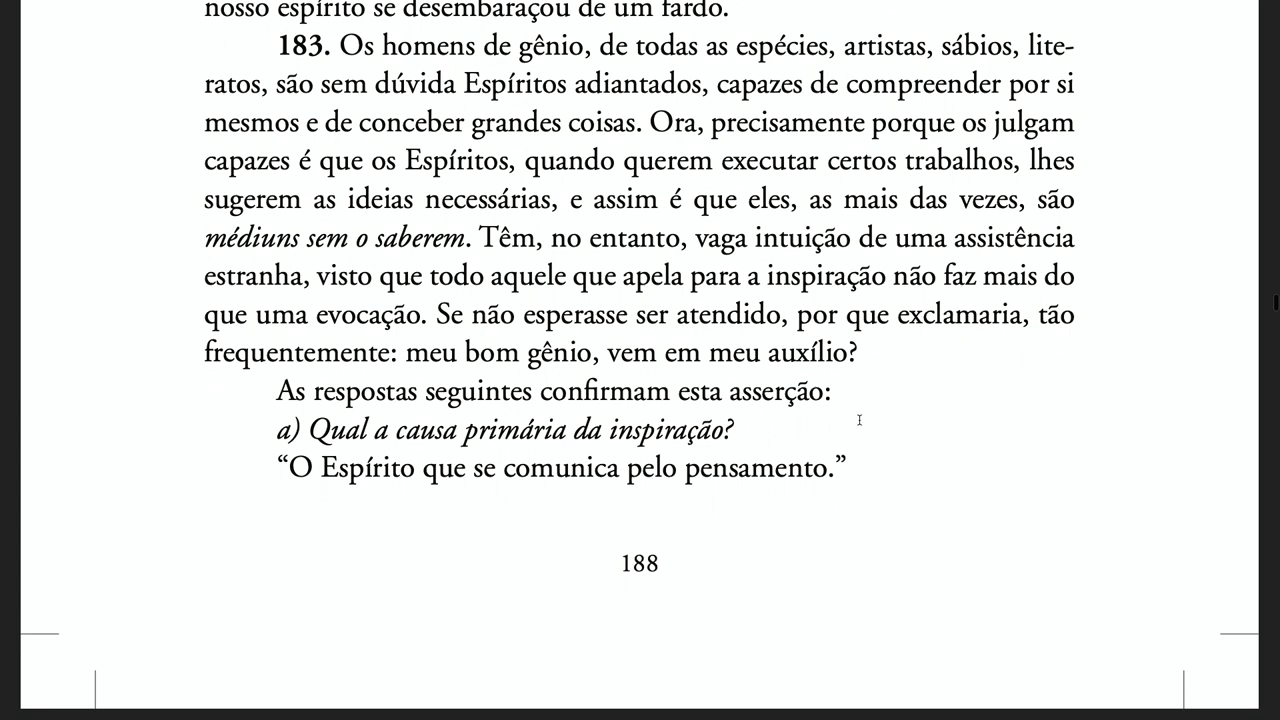 nosso espírito se desembaraçou de um fardo.
183. Os homens de gênio, de todas as espécies, artistas, sábios, lite-
ratos, são sem dúvida Espíritos adiantados, capazes de compreender por si
mesmos e de conceber grandes coisas. Ora, precisamente porque os julgam
capazes é que os Espíritos, quando querem executar certos trabalhos, lhes
sugerem as ideias necessárias, e assim é que eles, as mais das vezes, são
médiuns sem o saberem. Têm, no entanto, vaga intuição de uma assistência
estranha, visto que todo aquele que apela para a inspiração não faz mais do
que uma evocação. Se não esperasse ser atendido, por que exclamaria, tão
frequentemente: meu bom gênio, vem em meu auxílio?
As respostas seguintes confirmam esta asserção:
a) Qual a causa primária da inspiração?
“O Espírito que se comunica pelo pensamento.”
188